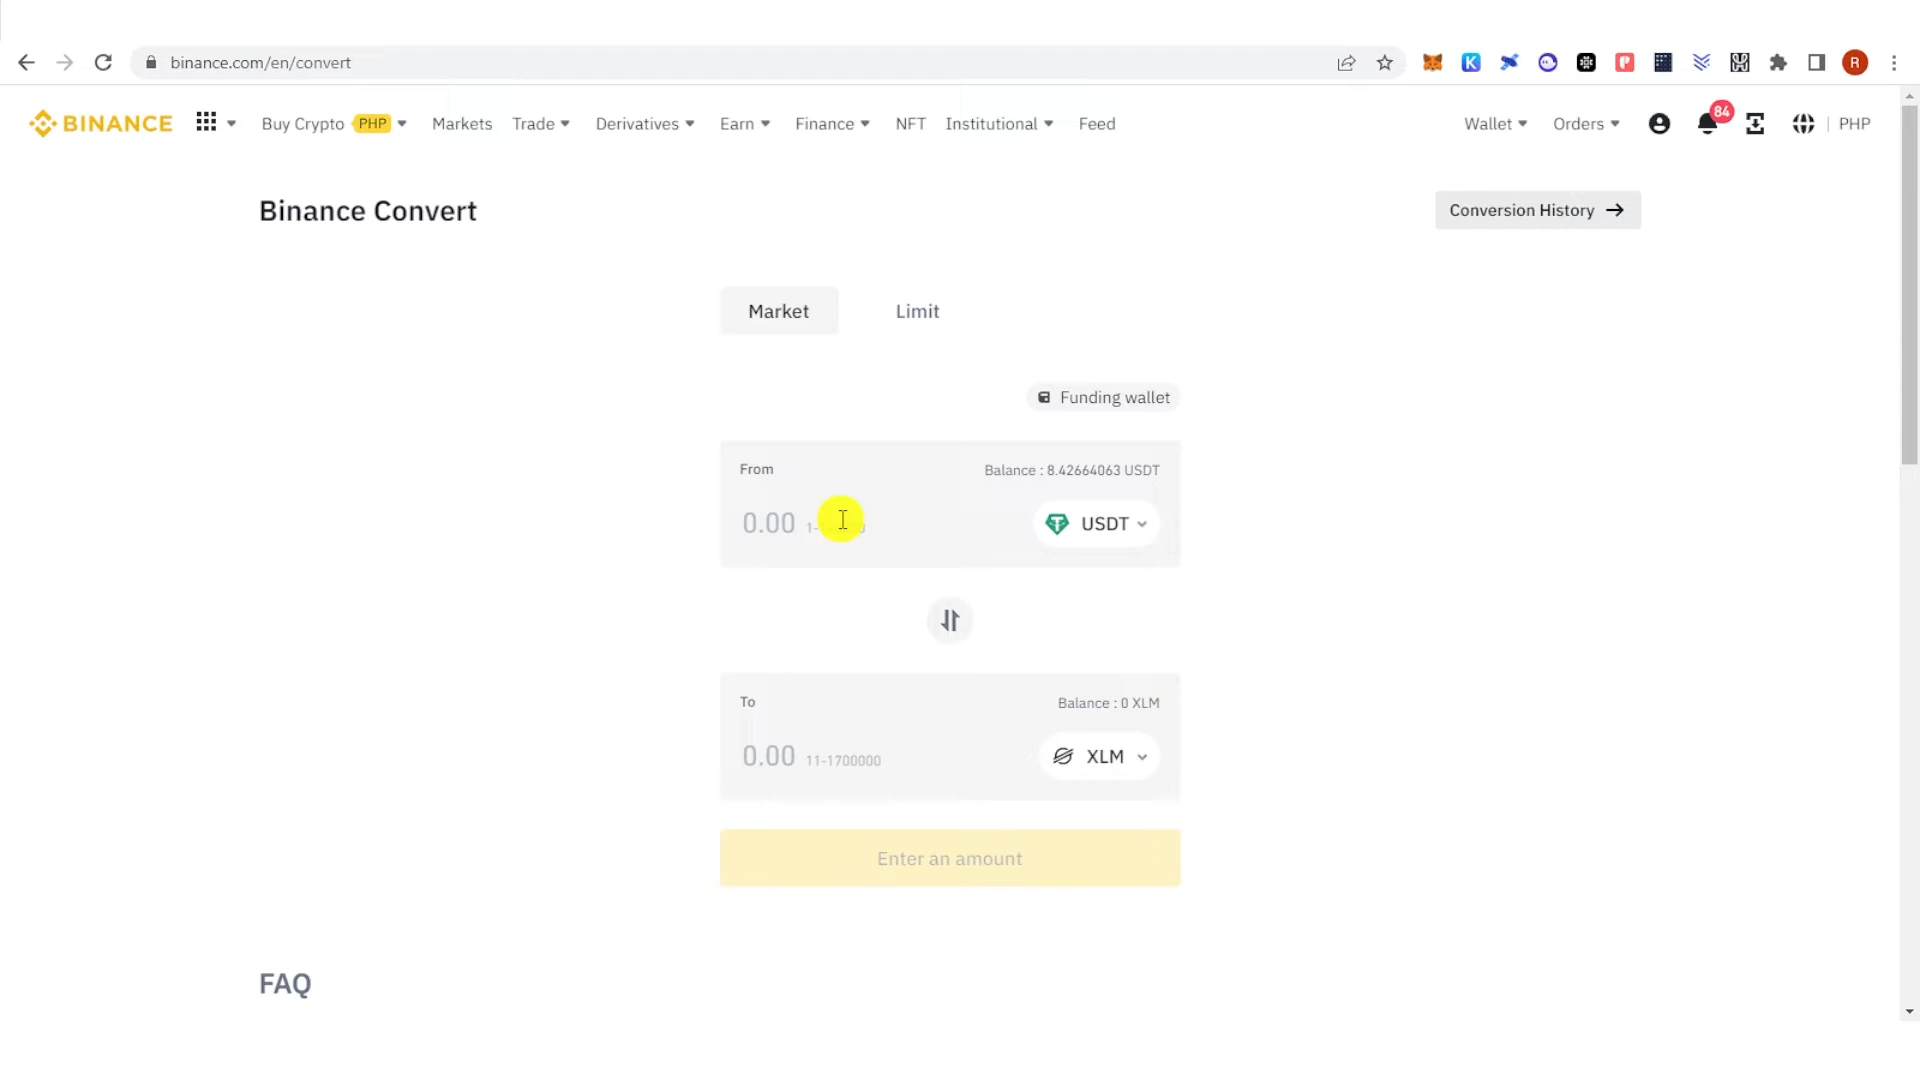 binance.com/en/convert
BINANCE Buy Crypto PHP Markets Trade Derivatives Earn Finance NFT Institutional Feed Wallet Orders 84 PHP
Binance Convert
Conversion History
Market Limit
Funding wallet
From Balance : 8.42664063 USDT
0.00 USDT
To Balance : 0 XLM
0.00 11-1700000 XLM
Enter an amount
FAQ